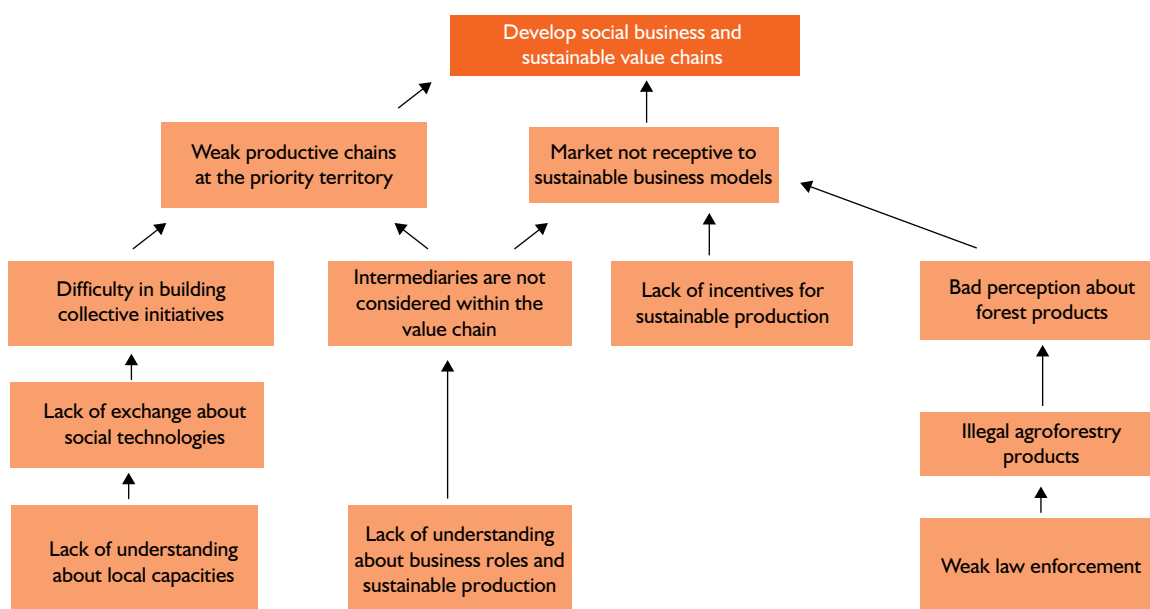 Develop social business and
sustainable value chains
Weak productive chains
at the priority territory
Market not receptive to
sustainable business models
Difficulty in building
collective initiatives
Intermediaries are not
considered within the
value chain
Lack of incentives for
sustainable production
Bad perception about
forest products
Lack of exchange about
social technologies
Illegal agroforestry
products
Lack of understanding
about local capacities
Lack of understanding
about business roles and
sustainable production
Weak law enforcement